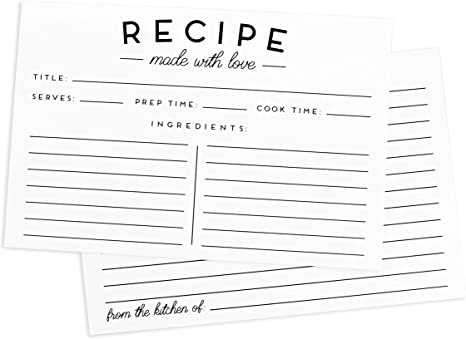 RECIPE
made with love
TITLE:
SERVES: PREP TIME: COOK TIME:
INGREDIENTS:
from the kitchen of: